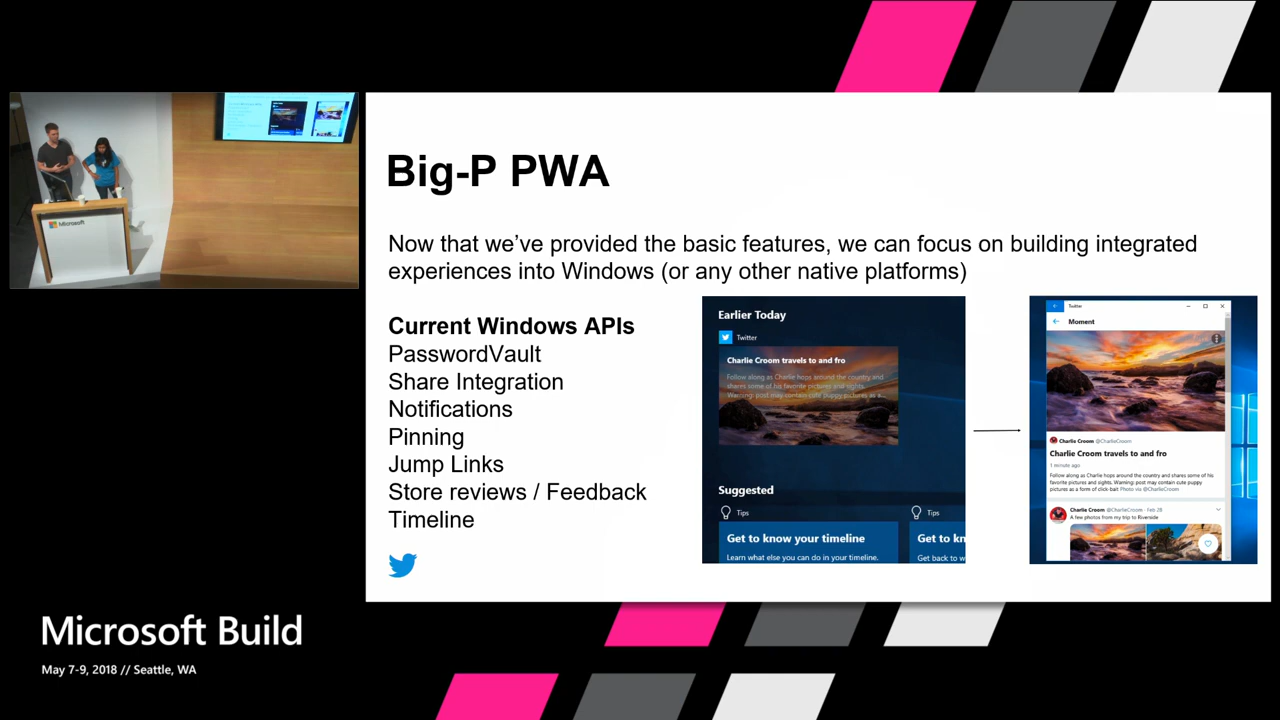 Microsoft
Big-P PWA
Now that we've provided the basic features, we can focus on building integrated
experiences into Windows (or any other native platforms)
Current Windows APIs
PasswordVault
Share Integration
Notifications
Pinning
Jump Links
Store reviews / Feedback
Timeline
Earlier Today
Twitter
Charlie Croom travels to and fro
Follow along as Charlie hops around the country and
shares some of his favorite pictures and sights.
Warning: post may contain cute puppy pictures as a...
Suggested
Tips
Get to know your timeline
Learn what else you can do in your timeline.
Tips
Get to kn
Get back to w
Twitter
Moment
Charlie Croom @CharlieCroom
Charlie Croom travels to and fro
1 minute ago
Follow along as Charlie hops around the country and shares some of his
favorite pictures and sights. Warning: post may contain cute puppy
pictures as a form of click-bait Photo via @CharlieCroom
Charlie Croom @CharlieCroom · Feb 28
A few photos from my trip to Riverside
Microsoft Build
May 7-9, 2018 // Seattle, WA